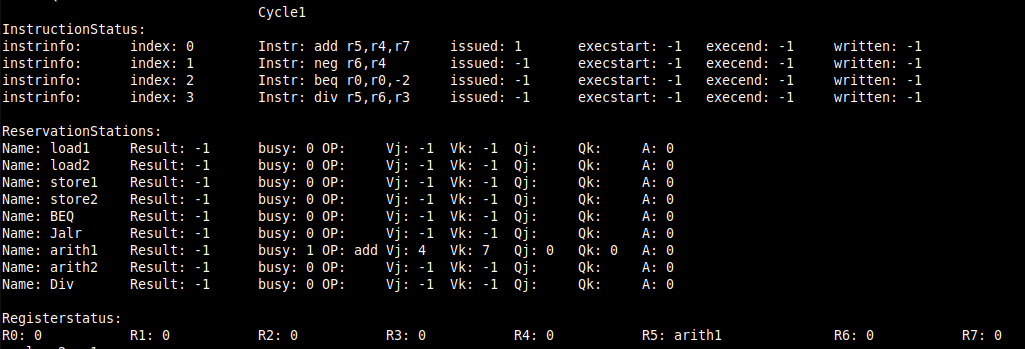 Cycle1
InstructionStatus:
instrinfo: index: 0 Instr: add r5,r4,r7 issued: 1 execstart: -1 execend: -1 written: -1
instrinfo: index: 1 Instr: neg r6,r4 issued: -1 execstart: -1 execend: -1 written: -1
instrinfo: index: 2 Instr: beq r0,r0,-2 issued: -1 execstart: -1 execend: -1 written: -1
instrinfo: index: 3 Instr: div r5,r6,r3 issued: -1 execstart: -1 execend: -1 written: -1
ReservationStations:
Name: load1 Result: -1 busy: 0 OP: Vj: -1 Vk: -1 Qj: Qk: A: 0
Name: load2 Result: -1 busy: 0 OP: Vj: -1 Vk: -1 Qj: Qk: A: 0
Name: store1 Result: -1 busy: 0 OP: Vj: -1 Vk: -1 Qj: Qk: A: 0
Name: store2 Result: -1 busy: 0 OP: Vj: -1 Vk: -1 Qj: Qk: A: 0
Name: BEQ Result: -1 busy: 0 OP: Vj: -1 Vk: -1 Qj: Qk: A: 0
Name: Jalr Result: -1 busy: 0 OP: Vj: -1 Vk: -1 Qj: Qk: A: 0
Name: arith1 Result: -1 busy: 1 OP: add Vj: 4 Vk: 7 Qj: 0 Qk: 0 A: 0
Name: arith2 Result: -1 busy: 0 OP: Vj: -1 Vk: -1 Qj: Qk: A: 0
Name: Div Result: -1 busy: 0 OP: Vj: -1 Vk: -1 Qj: Qk: A: 0
Registerstatus:
R0: 0 R1: 0 R2: 0 R3: 0 R4: 0 R5: arith1 R6: 0 R7: 0